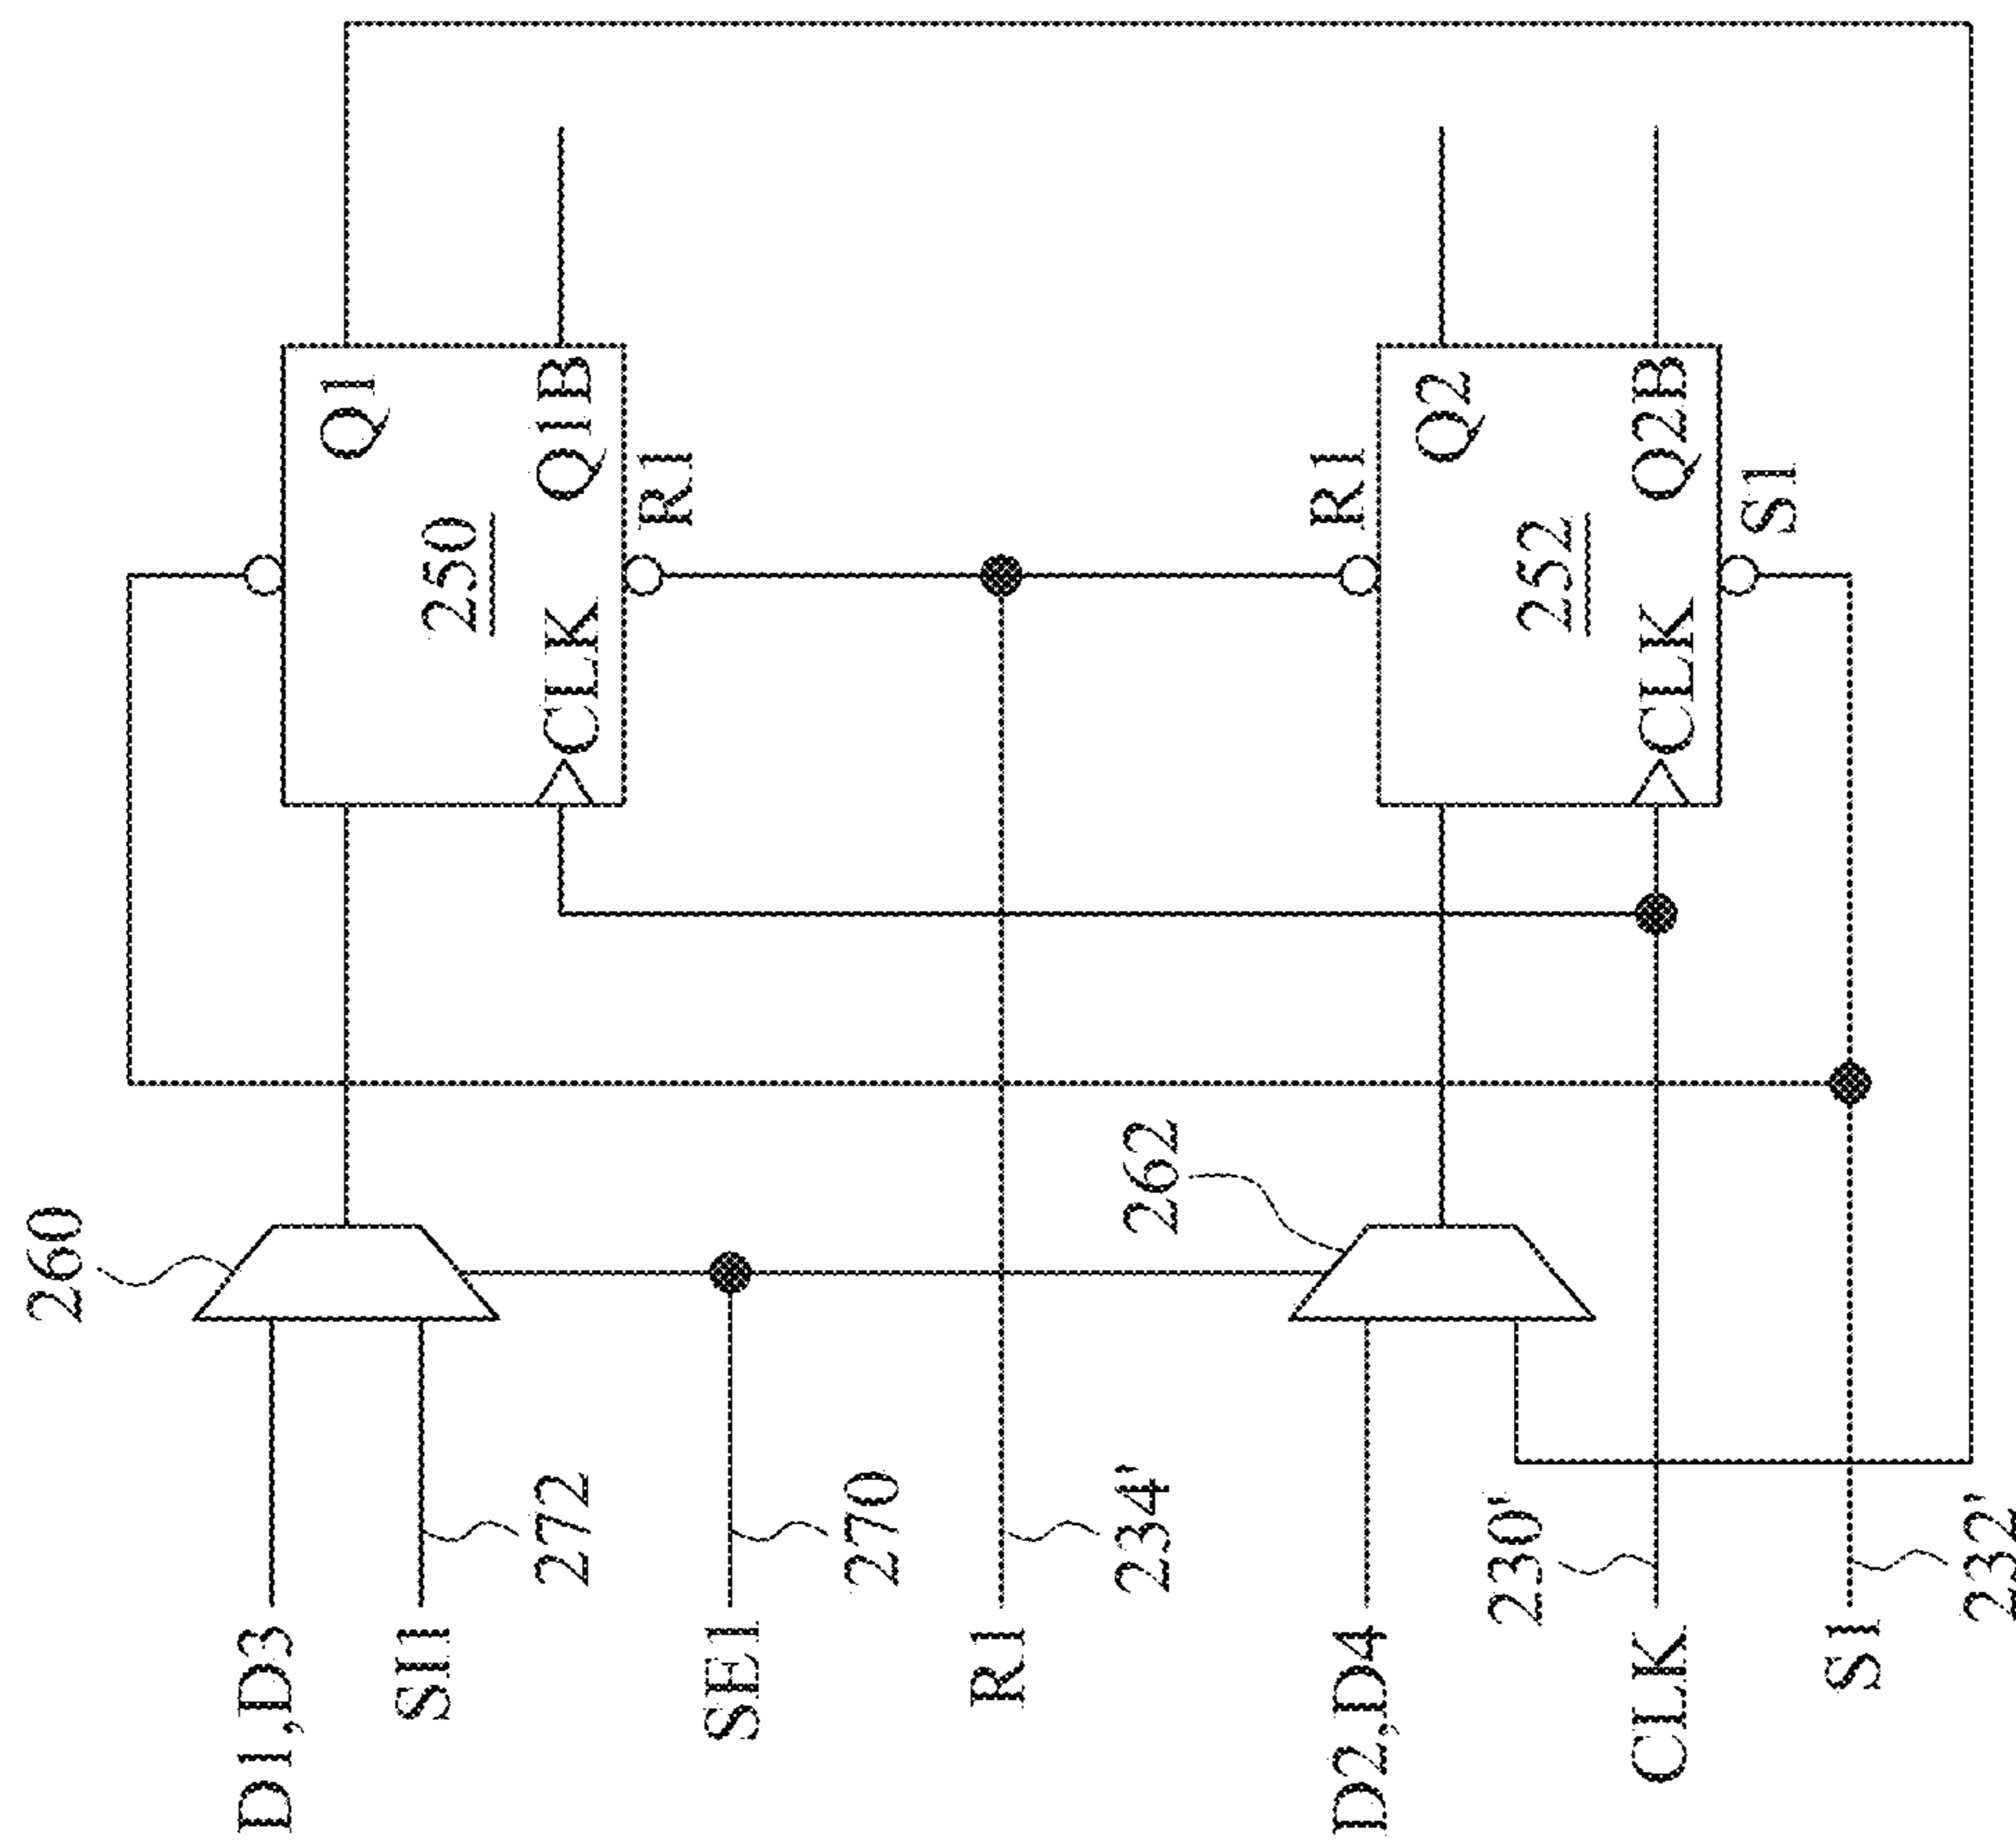 260
D1,D3
SI1
272
Q1
250
Q1B
CLK
R1
SE1
270
R1
234'
R1
262
D2,D4
Q2
252
Q2B
CLK
S1
230'
CLK
S1
232'